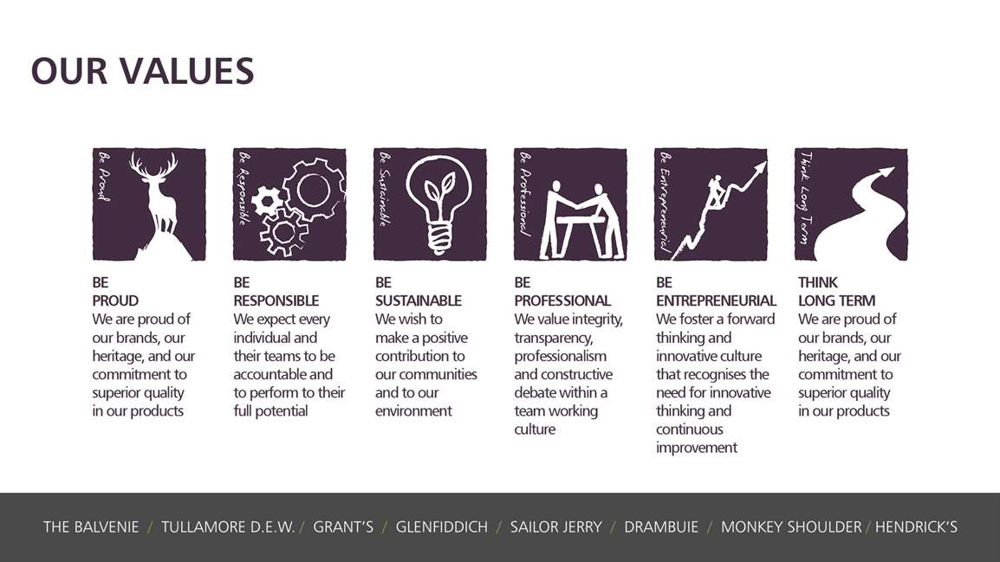 OUR VALUES
Be Proud
Be Responsible
Be Sustainable
Be Professional
Be Entrepreneurial
Think Long Term
BE
PROUD
We are proud of
our brands, our
heritage, and our
commitment to
superior quality
in our products
BE
RESPONSIBLE
We expect every
individual and
their teams to be
accountable and
to perform to their
full potential
BE
SUSTAINABLE
We wish to
make a positive
contribution to
our communities
and to our
environment
BE
PROFESSIONAL
We value integrity,
transparency,
professionalism
and constructive
debate within a
team working
culture
BE
ENTREPRENEURIAL
We foster a forward
thinking and
innovative culture
that recognises the
need for innovative
thinking and
continuous
improvement
THINK
LONG TERM
We are proud of
our brands, our
heritage, and our
commitment to
superior quality
in our products
THE BALVENIE / TULLAMORE D.E.W. / GRANT'S / GLENFIDDICH / SAILOR JERRY / DRAMBUIE / MONKEY SHOULDER / HENDRICK'S